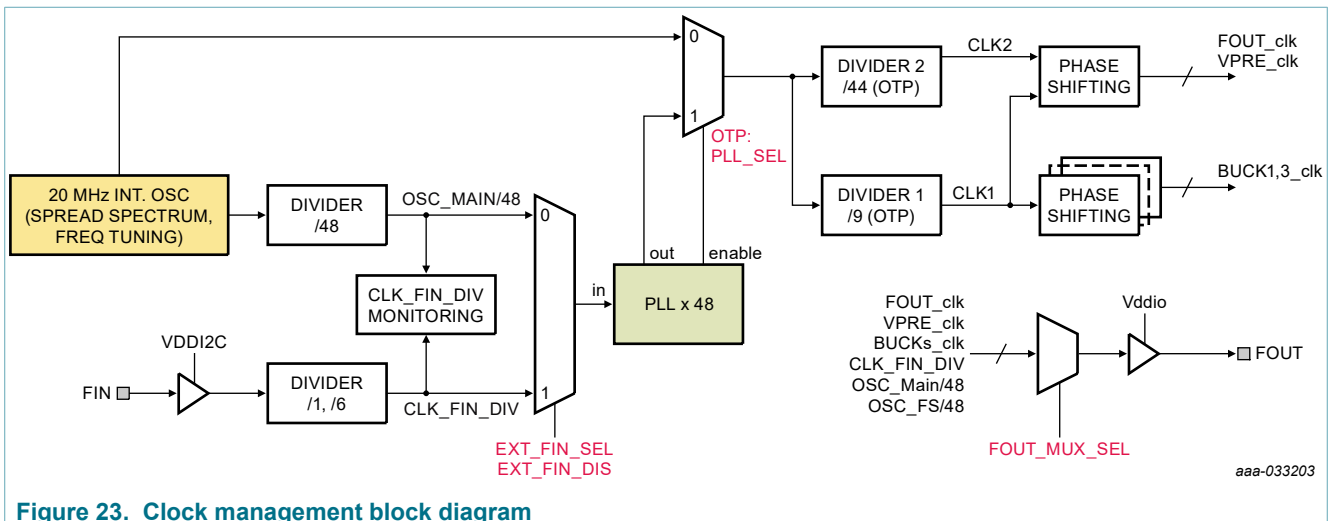 0
1
OTP:
PLL_SEL
DIVIDER 2
/44 (OTP)
CLK2
PHASE
SHIFTING
FOUT_clk
VPRE_clk
DIVIDER 1
/9 (OTP)
CLK1
PHASE
SHIFTING
BUCK1,3_clk
20 MHz INT. OSC
(SPREAD SPECTRUM,
FREQ TUNING)
DIVIDER
/48
OSC_MAIN/48
0
CLK_FIN_DIV
MONITORING
VDDI2C
FIN
DIVIDER
/1, /6
CLK_FIN_DIV
1
EXT_FIN_SEL
EXT_FIN_DIS
in
out
enable
PLL x 48
FOUT_clk
VPRE_clk
BUCKs_clk
CLK_FIN_DIV
OSC_Main/48
OSC_FS/48
FOUT_MUX_SEL
Vddio
FOUT
aaa-033203
Figure 23. Clock management block diagram